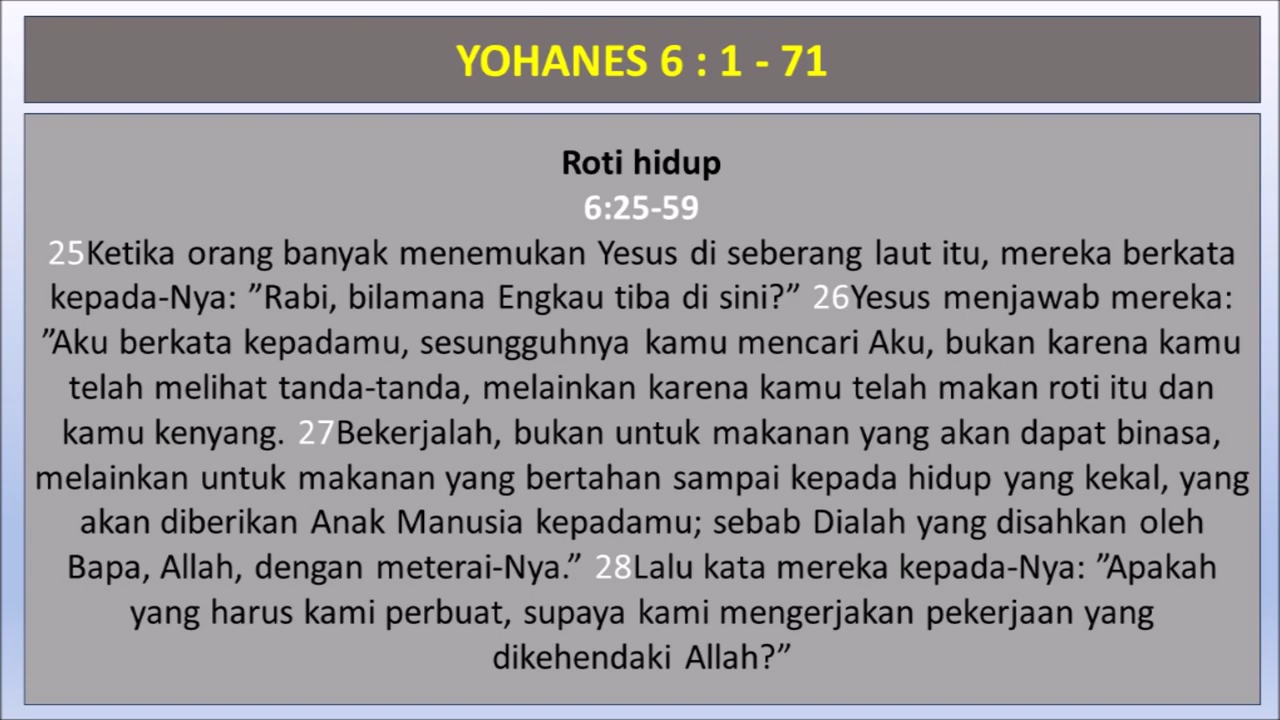 YOHANES 6 : 1 - 71
Roti hidup
6:25-59
25Ketika orang banyak menemukan Yesus di seberang laut itu, mereka berkata
kepada-Nya: ”Rabi, bilamana Engkau tiba di sini?” 26Yesus menjawab mereka:
”Aku berkata kepadamu, sesungguhnya kamu mencari Aku, bukan karena kamu
telah melihat tanda-tanda, melainkan karena kamu telah makan roti itu dan
kamu kenyang. 27Bekerjalah, bukan untuk makanan yang akan dapat binasa,
melainkan untuk makanan yang bertahan sampai kepada hidup yang kekal, yang
akan diberikan Anak Manusia kepadamu; sebab Dialah yang disahkan oleh
Bapa, Allah, dengan meterai-Nya.” 28Lalu kata mereka kepada-Nya: ”Apakah
yang harus kami perbuat, supaya kami mengerjakan pekerjaan yang
dikehendaki Allah?”